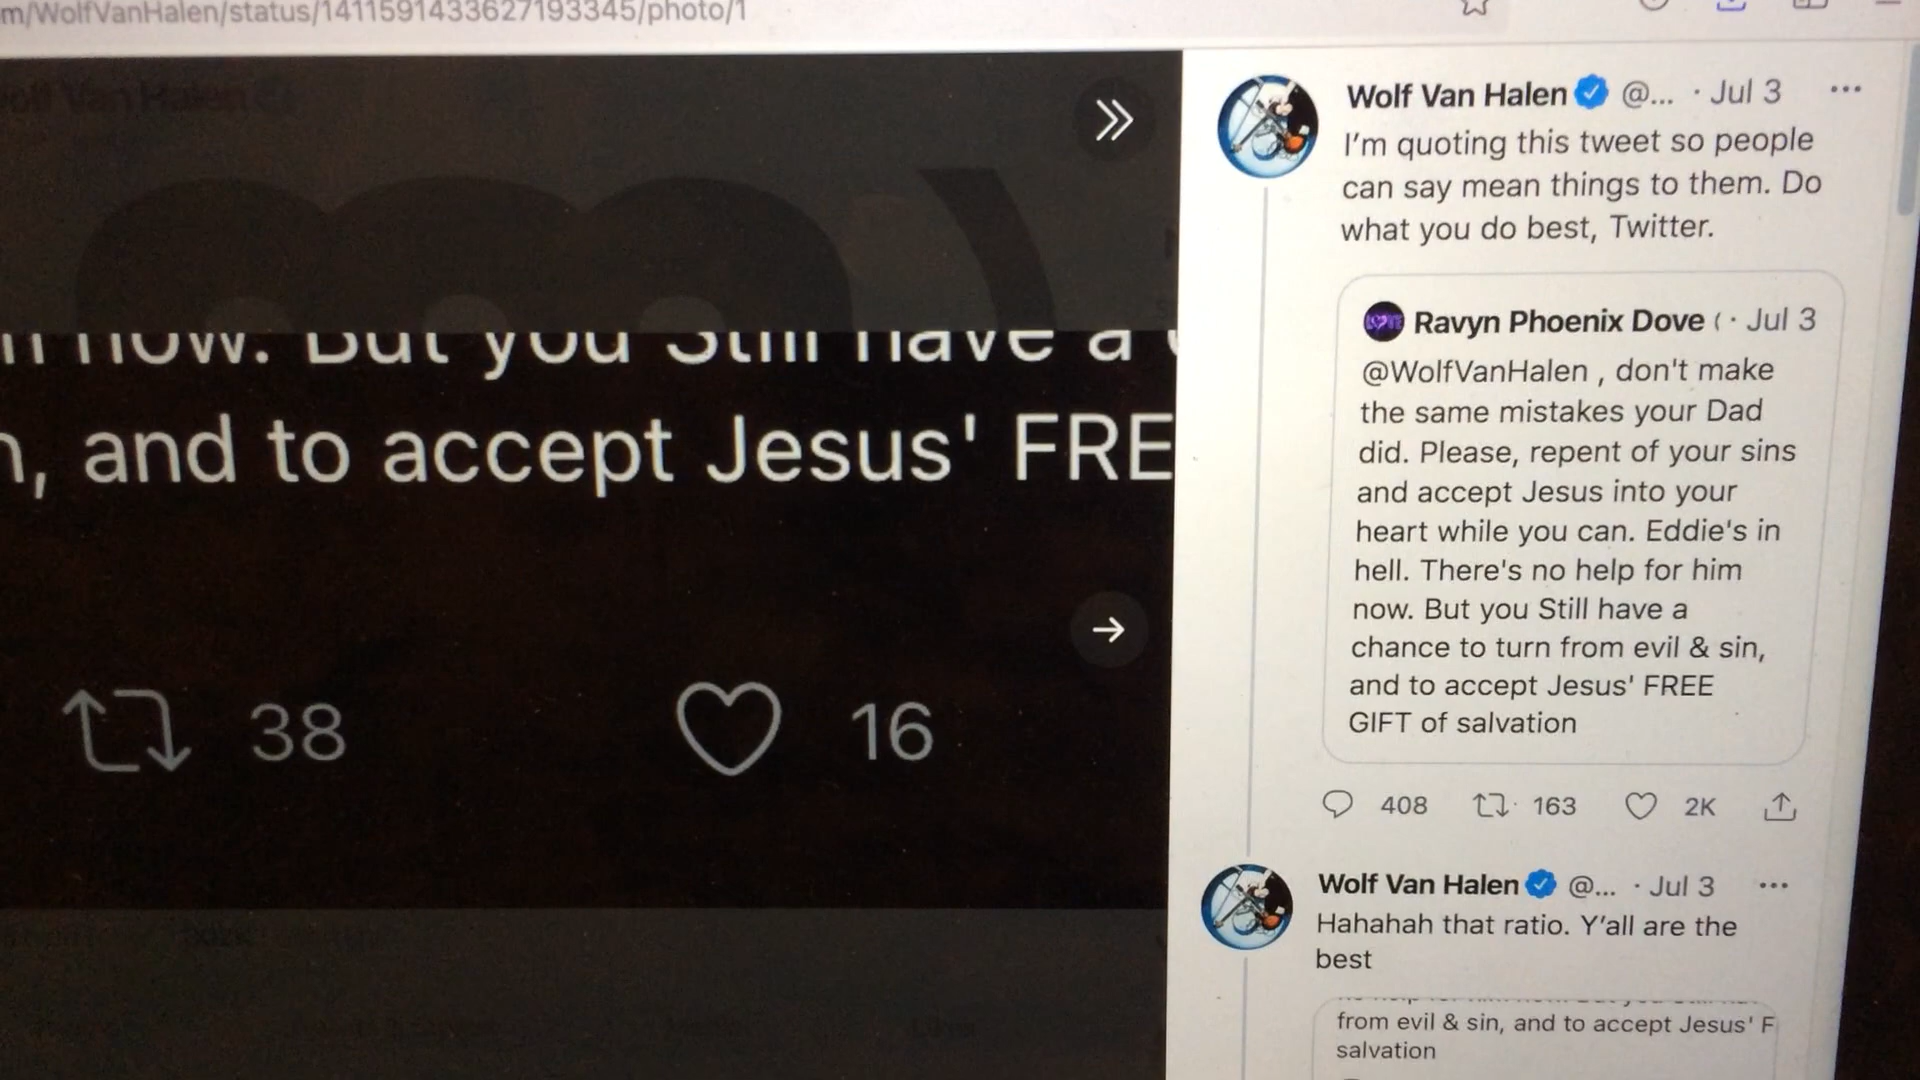 m/WolfVanHalen/status/1411591433627193345/photo/1
Wolf Van Halen
now. But you Still have a
, and to accept Jesus' FRE
38
16
Wolf Van Halen @... · Jul 3 ...
I'm quoting this tweet so people
can say mean things to them. Do
what you do best, Twitter.
LOVE
Ravyn Phoenix Dove ( · Jul 3
@WolfVanHalen , don't make
the same mistakes your Dad
did. Please, repent of your sins
and accept Jesus into your
heart while you can. Eddie's in
hell. There's no help for him
now. But you Still have a
chance to turn from evil & sin,
and to accept Jesus' FREE
GIFT of salvation
408 163 2K
Wolf Van Halen @... · Jul 3 ...
Hahahah that ratio. Y'all are the
best
from evil & sin, and to accept Jesus' F
salvation